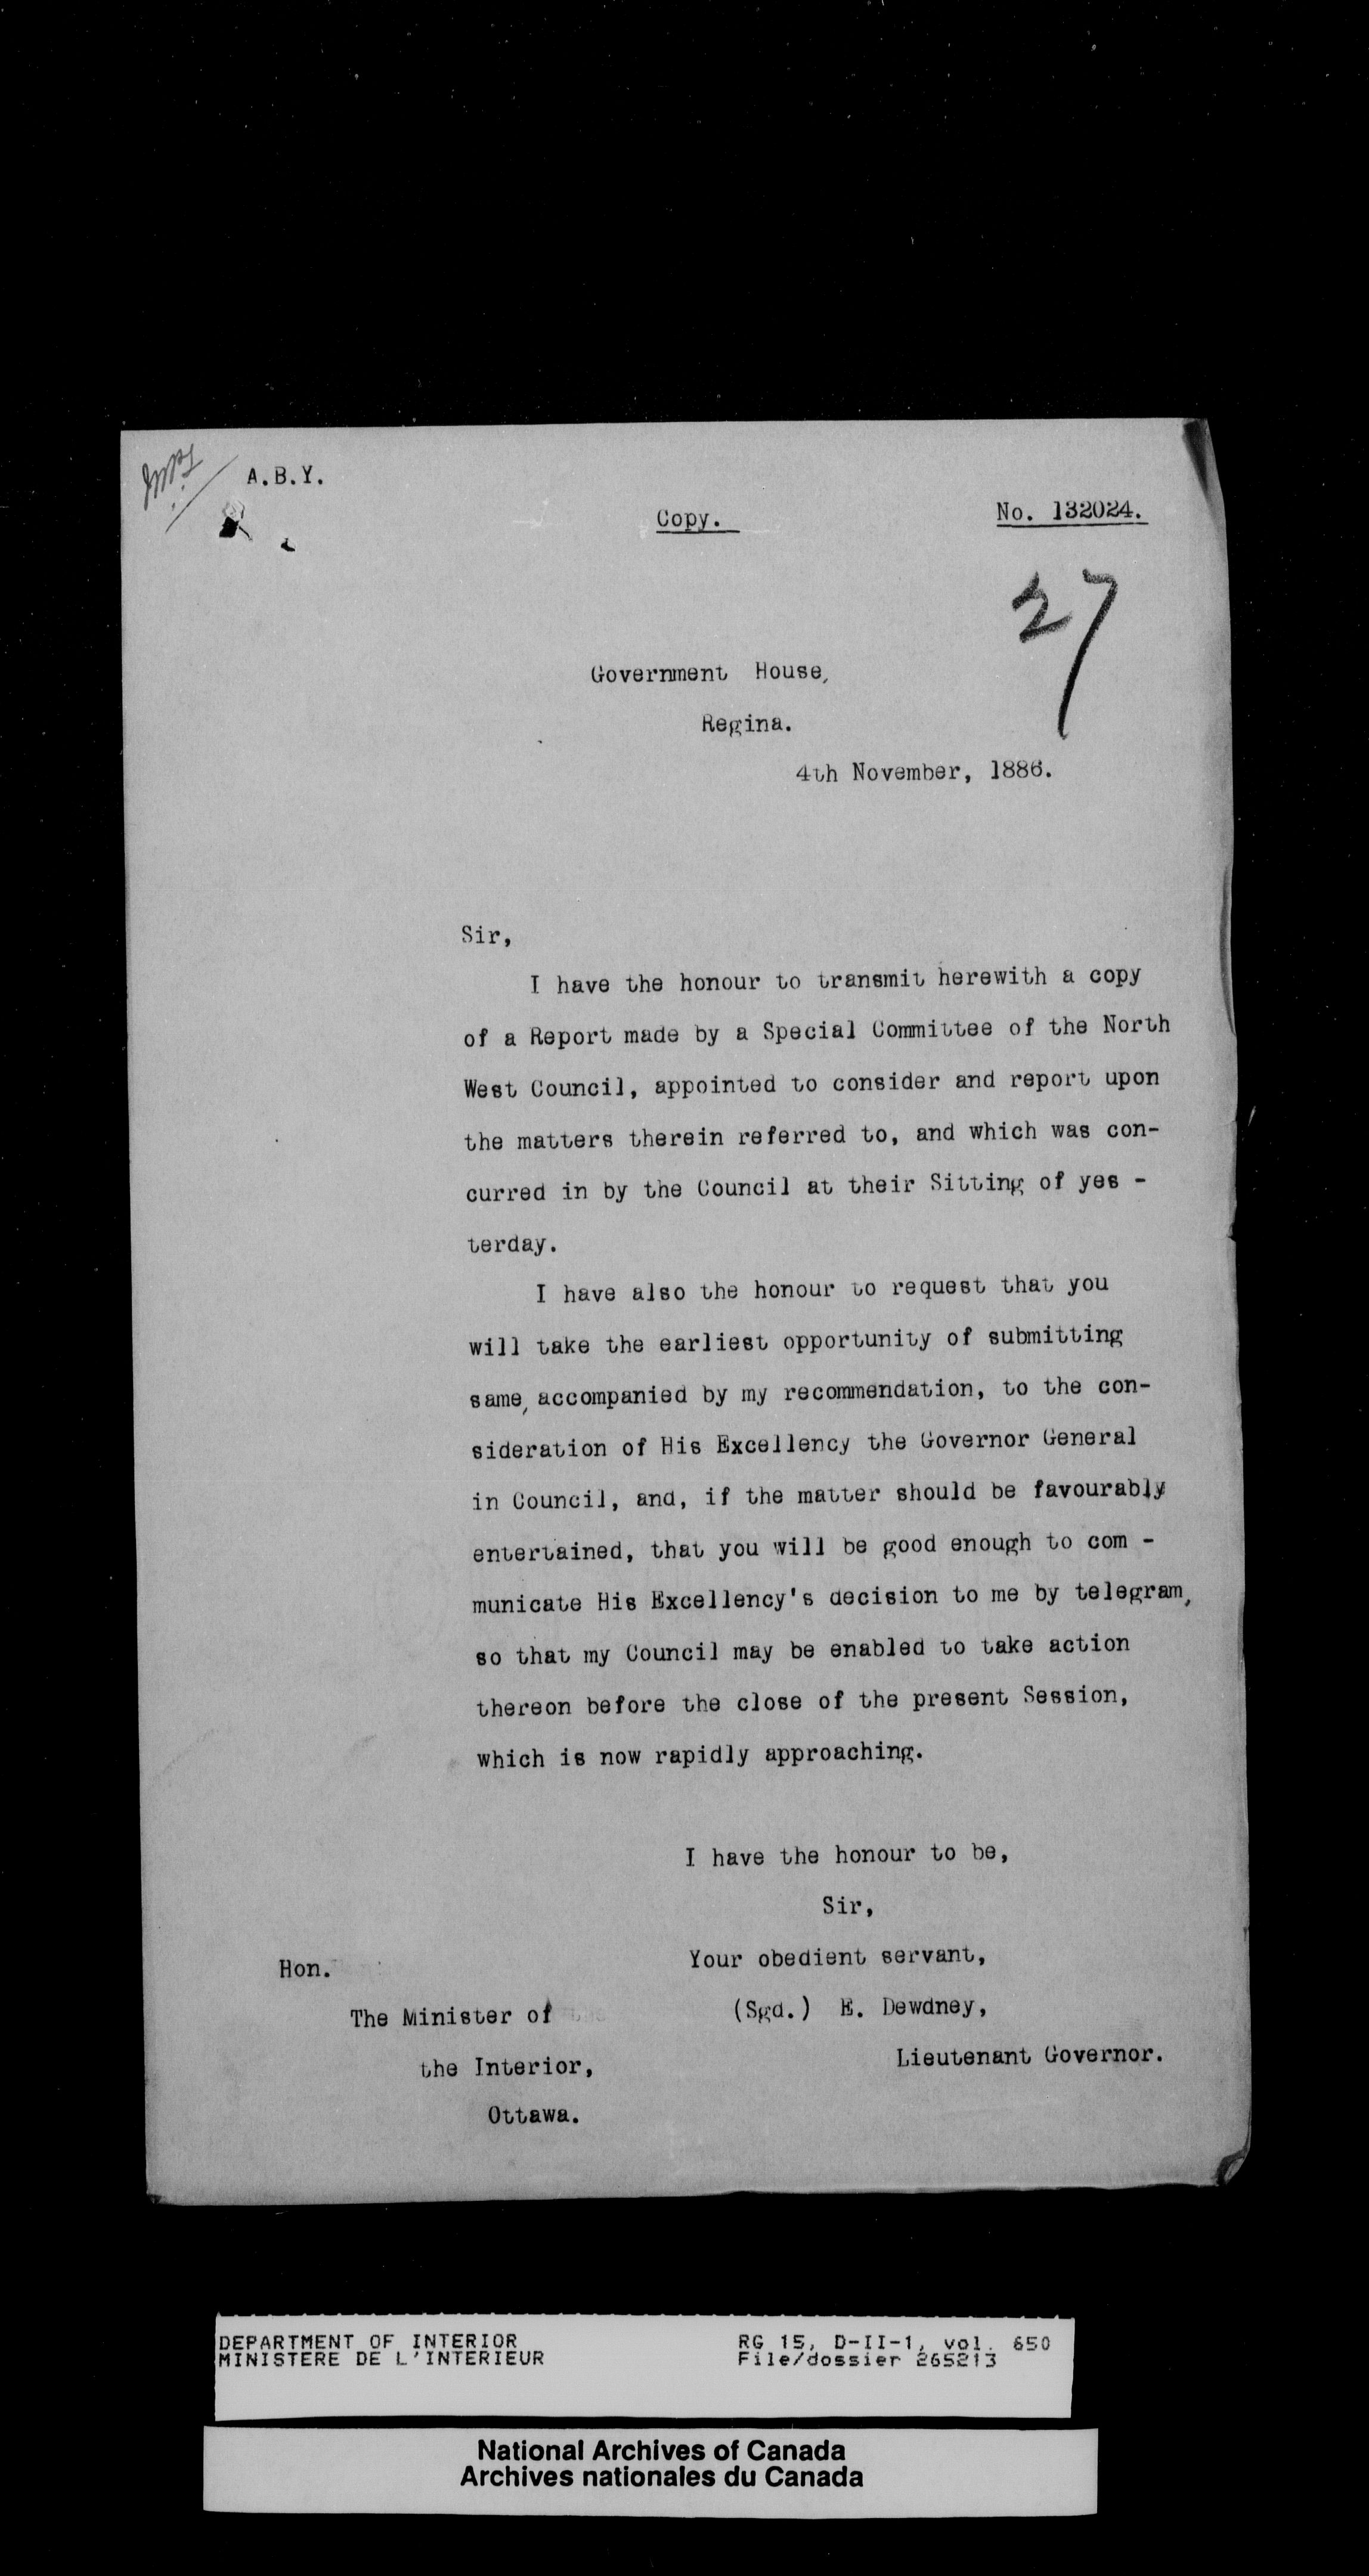 A.B.Y.
Copy.
No. 132024.
27
Government House,
Regina.
4th November, 1886.
Sir,
I have the honour to transmit herewith a copy
of a Report made by a Special Committee of the North
West Council, appointed to consider and report upon
the matters therein referred to, and which was con-
curred in by the Council at their Sitting of yes -
terday.
I have also the honour to request that you
will take the earliest opportunity of submitting
same, accompanied by my recommendation, to the con-
sideration of His Excellency the Governor General
in Council, and, if the matter should be favourably
entertained, that you will be good enough to com -
municate His Excellency's decision to me by telegram,
so that my Council may be enabled to take action
thereon before the close of the present Session,
which is now rapidly approaching.
I have the honour to be,
Sir,
Your obedient servant,
(Sgd.) E. Dewdney,
Lieutenant Governor.
Hon.
The Minister of
the Interior,
Ottawa.
DEPARTMENT OF INTERIOR
MINISTERE DE L'INTERIEUR
RG 15, D-II-1, vol. 650
File/dossier 265213
National Archives of Canada
Archives nationales du Canada